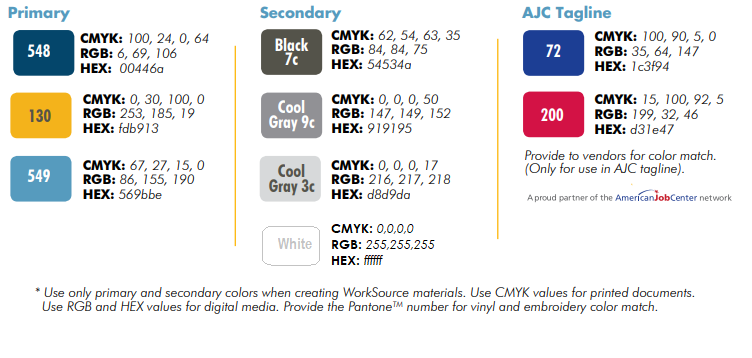 Primary
548
CMYK: 100, 24, 0, 64
RGB: 6, 69, 106
HEX: 00446a
130
CMYK: 0, 30, 100, 0
RGB: 253, 185, 19
HEX: fdb913
549
CMYK: 67, 27, 15, 0
RGB: 86, 155, 190
HEX: 569bbe
Secondary
Black
7c
CMYK: 62, 54, 63, 35
RGB: 84, 84, 75
HEX: 54534a
Cool
Gray 9c
CMYK: 0, 0, 0, 50
RGB: 147, 149, 152
HEX: 919195
Cool
Gray 3c
CMYK: 0, 0, 0, 17
RGB: 216, 217, 218
HEX: d8d9da
White
CMYK: 0,0,0,0
RGB: 255,255,255
HEX: ffffff
AJC Tagline
72
CMYK: 100, 90, 5, 0
RGB: 35, 64, 147
HEX: 1c3f94
200
CMYK: 15, 100, 92, 5
RGB: 199, 32, 46
HEX: d31e47
Provide to vendors for color match.
(Only for use in AJC tagline).
A proud partner of the AmericanJobCenter network
* Use only primary and secondary colors when creating WorkSource materials. Use CMYK values for printed documents.
Use RGB and HEX values for digital media. Provide the Pantone™ number for vinyl and embroidery color match.